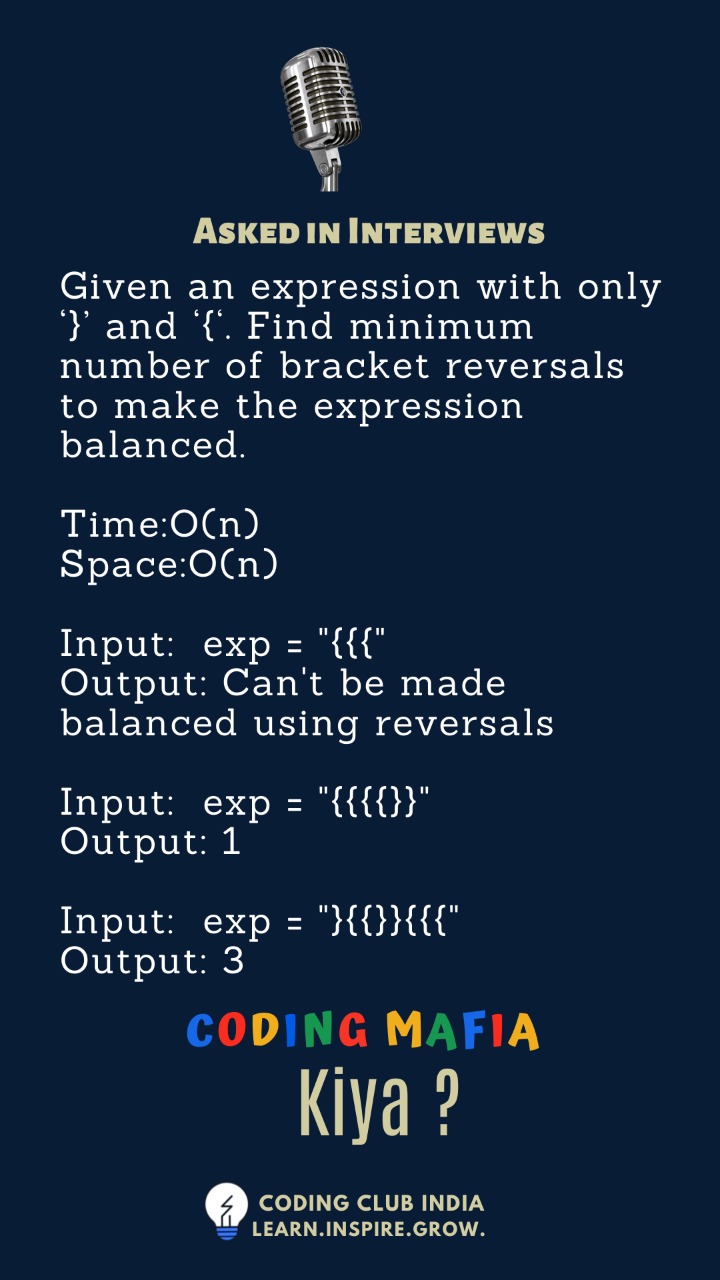 Asked in Interviews
Given an expression with only
‘}’ and ‘{‘. Find minimum
number of bracket reversals
to make the expression
balanced.
Time:O(n)
Space:O(n)
Input:  exp = "{{{"
Output: Can't be made
balanced using reversals
Input:  exp = "{{{{}}"
Output: 1
Input:  exp = "}{{}}{{{"
Output: 3
CODING MAFIA
Kiya ?
CODING CLUB INDIA
LEARN.INSPIRE.GROW.